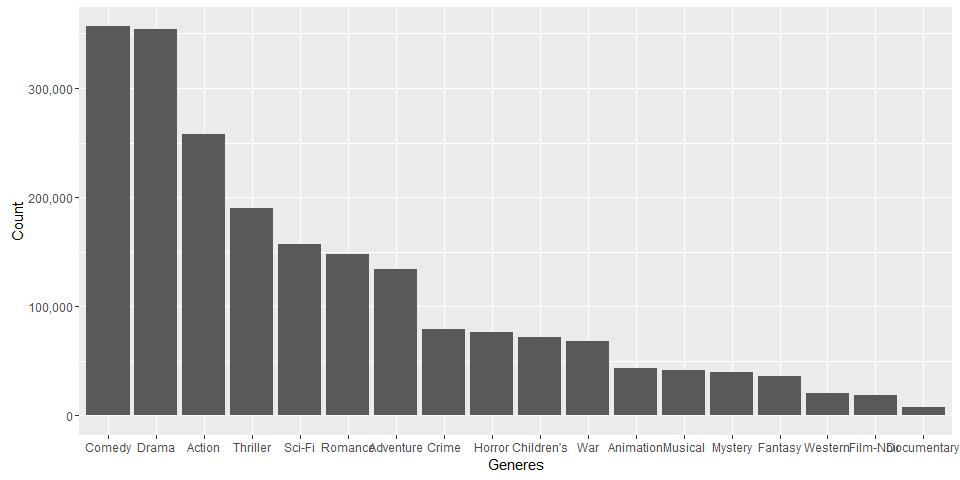 300,000
200,000
100,000
0
Count
Comedy Drama Action Thriller Sci-Fi Romance Adventure Crime Horror Children's War Animation Musical Mystery Fantasy Western Film-Noir Documentary
Generes